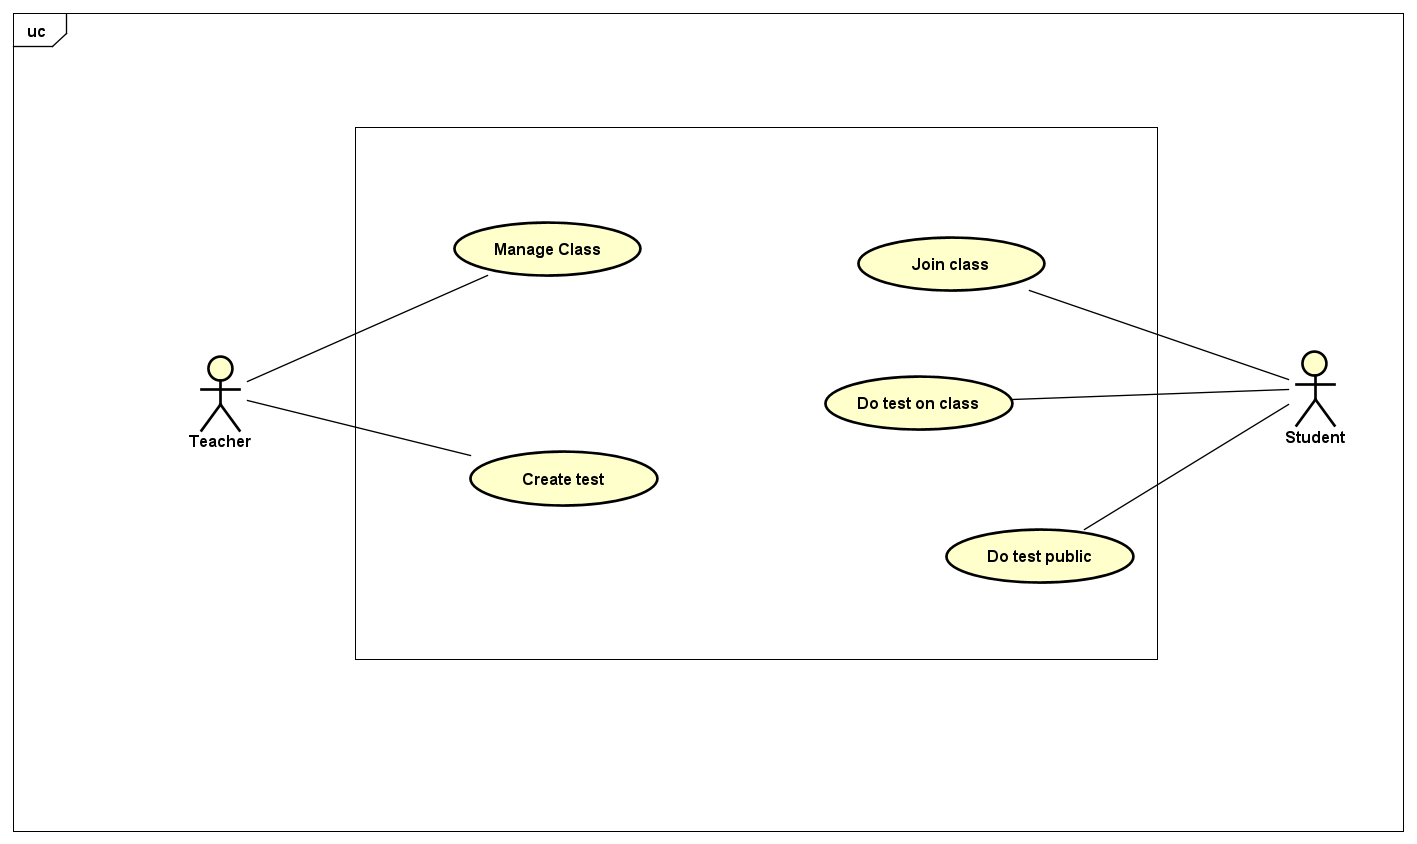 uc
Manage Class
Join class
Do test on class
Teacher
Student
Create test
Do test public